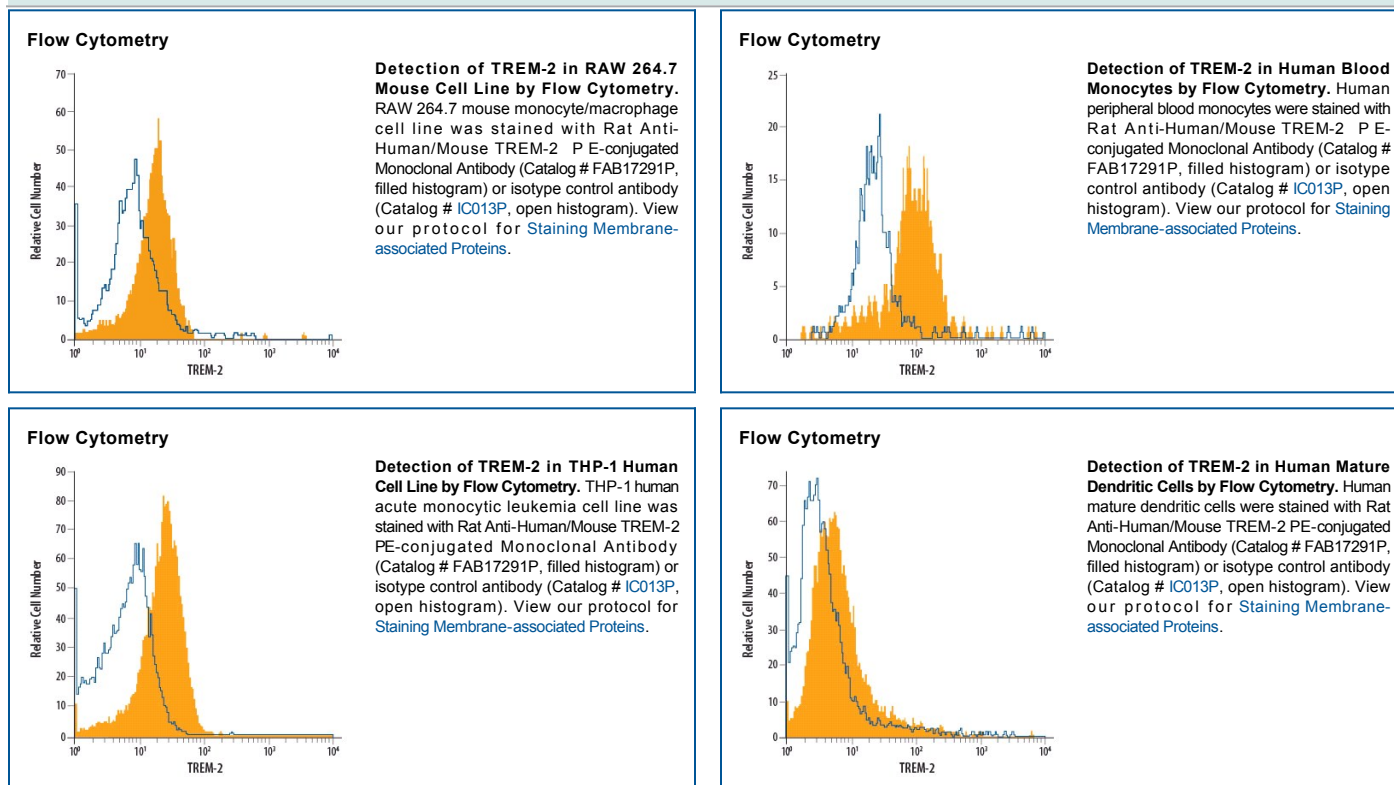 Flow Cytometry
70
60
50
40
30
20
10
0
Relative Cell Number
10⁰ 10¹ 10² 10³ 10⁴
TREM-2
Detection of TREM-2 in RAW 264.7
Mouse Cell Line by Flow Cytometry.
RAW 264.7 mouse monocyte/macrophage
cell line was stained with Rat Anti-
Human/Mouse TREM-2 P E-conjugated
Monoclonal Antibody (Catalog # FAB17291P,
filled histogram) or isotype control antibody
(Catalog # IC013P, open histogram). View
our protocol for Staining Membrane-
associated Proteins.
Flow Cytometry
25
20
15
10
5
0
Relative Cell Number
10⁰ 10¹ 10² 10³ 10⁴
TREM-2
Detection of TREM-2 in Human Blood
Monocytes by Flow Cytometry. Human
peripheral blood monocytes were stained with
Rat Anti-Human/Mouse TREM-2 P E-
conjugated Monoclonal Antibody (Catalog #
FAB17291P, filled histogram) or isotype
control antibody (Catalog # IC013P, open
histogram). View our protocol for Staining
Membrane-associated Proteins.
Flow Cytometry
90
80
70
60
50
40
30
20
10
0
Relative Cell Number
10⁰ 10¹ 10² 10³ 10⁴
TREM-2
Detection of TREM-2 in THP-1 Human
Cell Line by Flow Cytometry. THP-1 human
acute monocytic leukemia cell line was
stained with Rat Anti-Human/Mouse TREM-2
PE-conjugated Monoclonal Antibody
(Catalog # FAB17291P, filled histogram) or
isotype control antibody (Catalog # IC013P,
open histogram). View our protocol for
Staining Membrane-associated Proteins.
Flow Cytometry
70
60
50
40
30
20
10
0
Relative Cell Number
10⁰ 10¹ 10² 10³ 10⁴
TREM-2
Detection of TREM-2 in Human Mature
Dendritic Cells by Flow Cytometry. Human
mature dendritic cells were stained with Rat
Anti-Human/Mouse TREM-2 PE-conjugated
Monoclonal Antibody (Catalog # FAB17291P,
filled histogram) or isotype control antibody
(Catalog # IC013P, open histogram). View
our protocol for Staining Membrane-
associated Proteins.